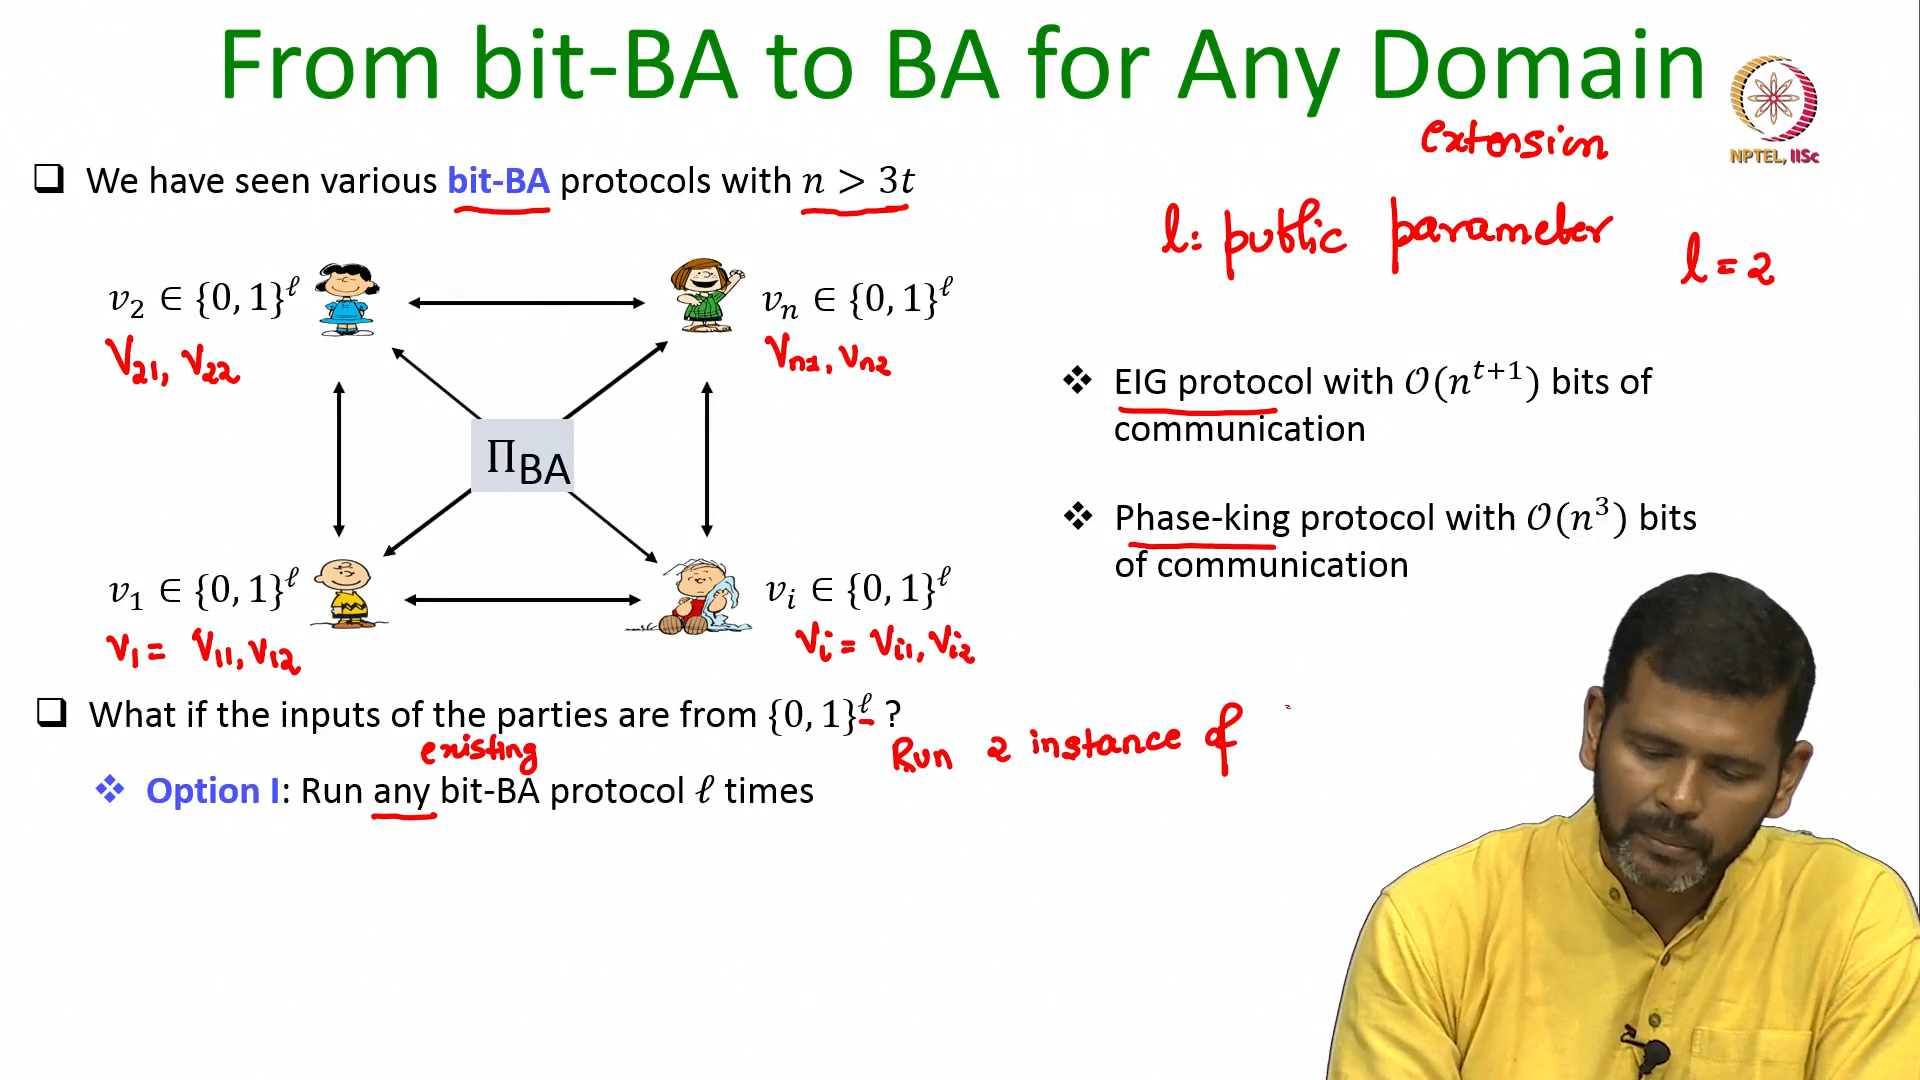 From bit-BA to BA for Any Domain
extension
NPTEL, IISc
❑ We have seen various bit-BA protocols with n > 3t
l: public parameter
l = 2
v₂ ∈ {0, 1}^ℓ
vₙ ∈ {0, 1}^ℓ
V₂₁, V₂₂
Vₙ₁, Vₙ₂
❖ EIG protocol with 𝒪(n^{t+1}) bits of
communication
Π_BA
❖ Phase-king protocol with 𝒪(n³) bits
of communication
v₁ ∈ {0, 1}^ℓ
vᵢ ∈ {0, 1}^ℓ
V₁ = V₁₁, V₁₂
Vᵢ = Vᵢ₁, Vᵢ₂
❑ What if the inputs of the parties are from {0, 1}^ℓ ?
existing
Run 2 instance of
❖ Option I: Run any bit-BA protocol ℓ times